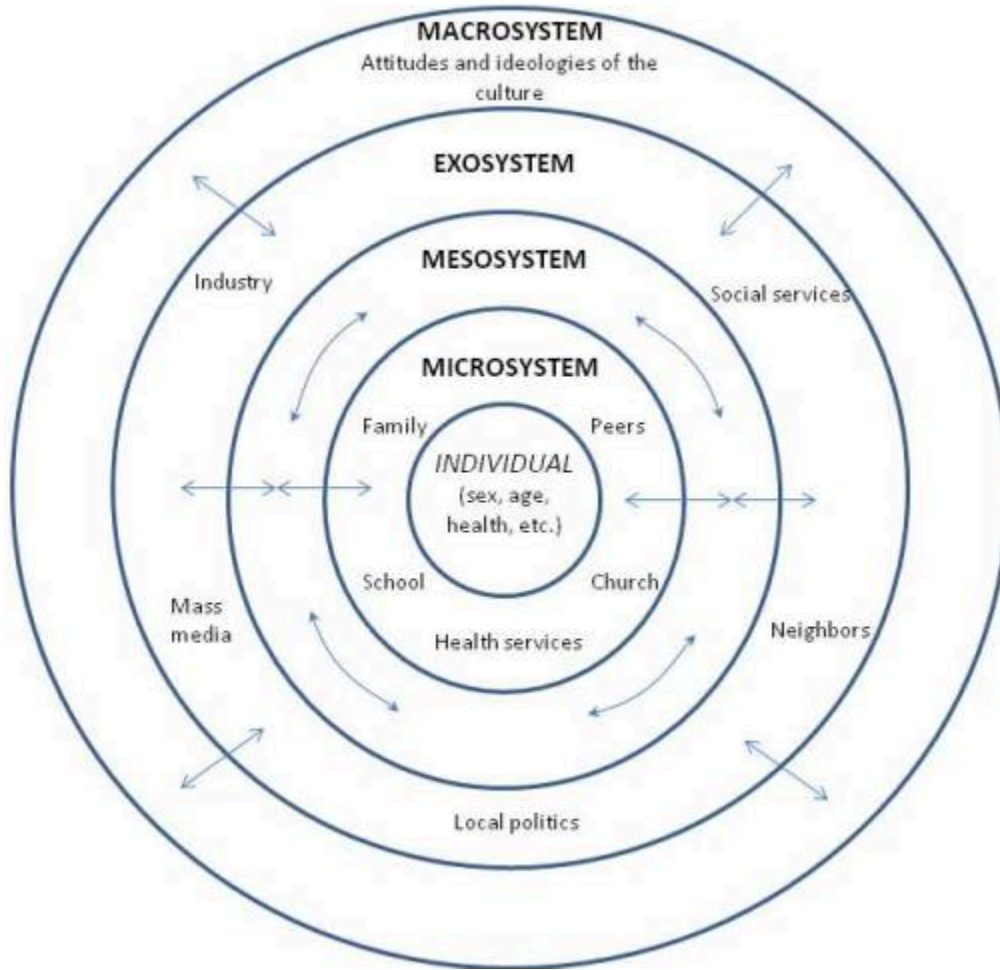 MACROSYSTEM
Attitudes and ideologies of the
culture
EXOSYSTEM
MESOSYSTEM
Industry
Social services
MICROSYSTEM
Family
Peers
INDIVIDUAL
(sex, age,
health, etc.)
School
Church
Mass
media
Neighbors
Health services
Local politics